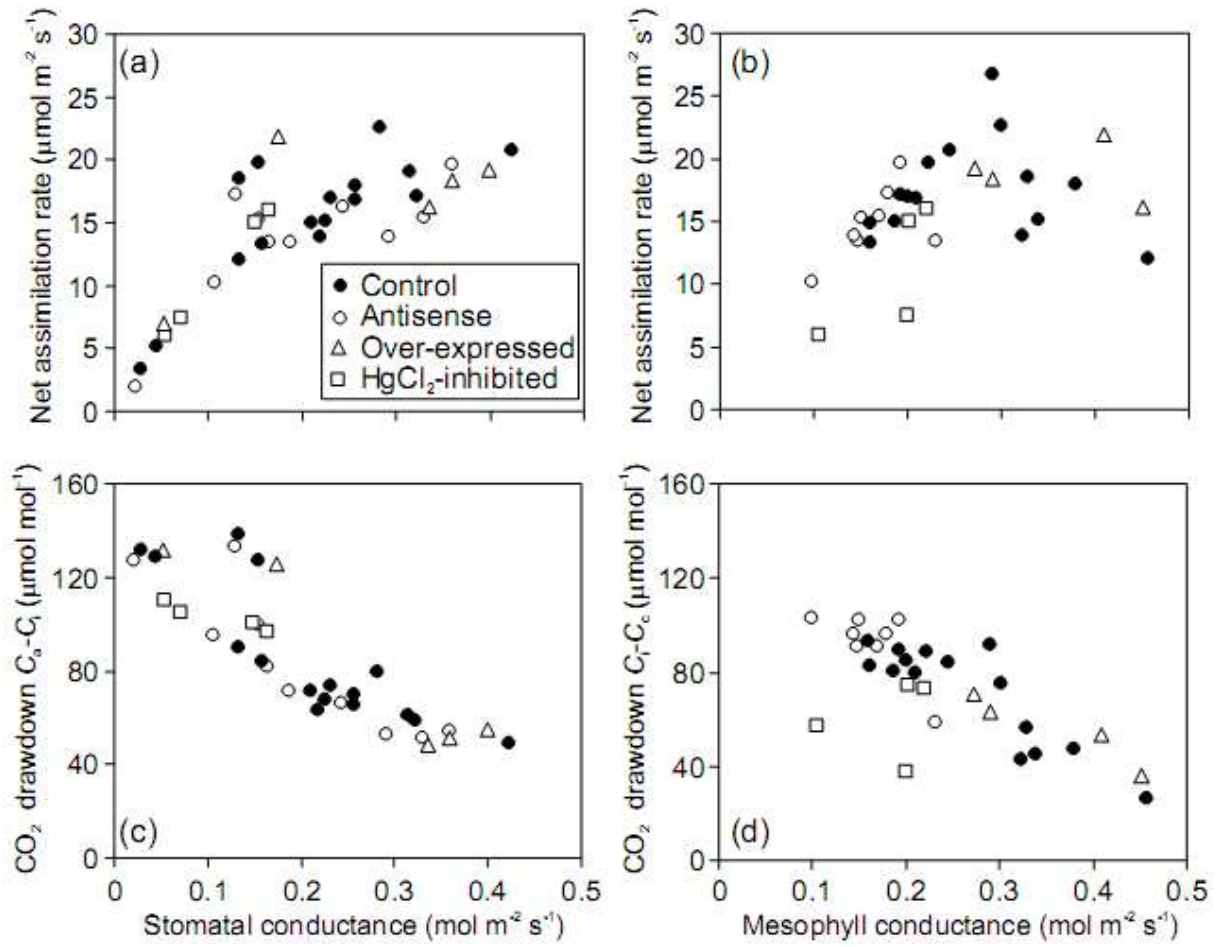 (a)
Net assimilation rate (μmol m⁻² s⁻¹)
30
25
20
15
10
5
0
Control
Antisense
Over-expressed
HgCl₂-inhibited
(b)
Net assimilation rate (μmol m⁻² s⁻¹)
30
25
20
15
10
5
0
(c)
CO₂ drawdown Cₐ-Cᵢ (μmol mol⁻¹)
160
120
80
40
0
0 0.1 0.2 0.3 0.4 0.5
Stomatal conductance (mol m⁻² s⁻¹)
(d)
CO₂ drawdown Cᵢ-C꜀ (μmol mol⁻¹)
160
120
80
40
0
0 0.1 0.2 0.3 0.4 0.5
Mesophyll conductance (mol m⁻² s⁻¹)